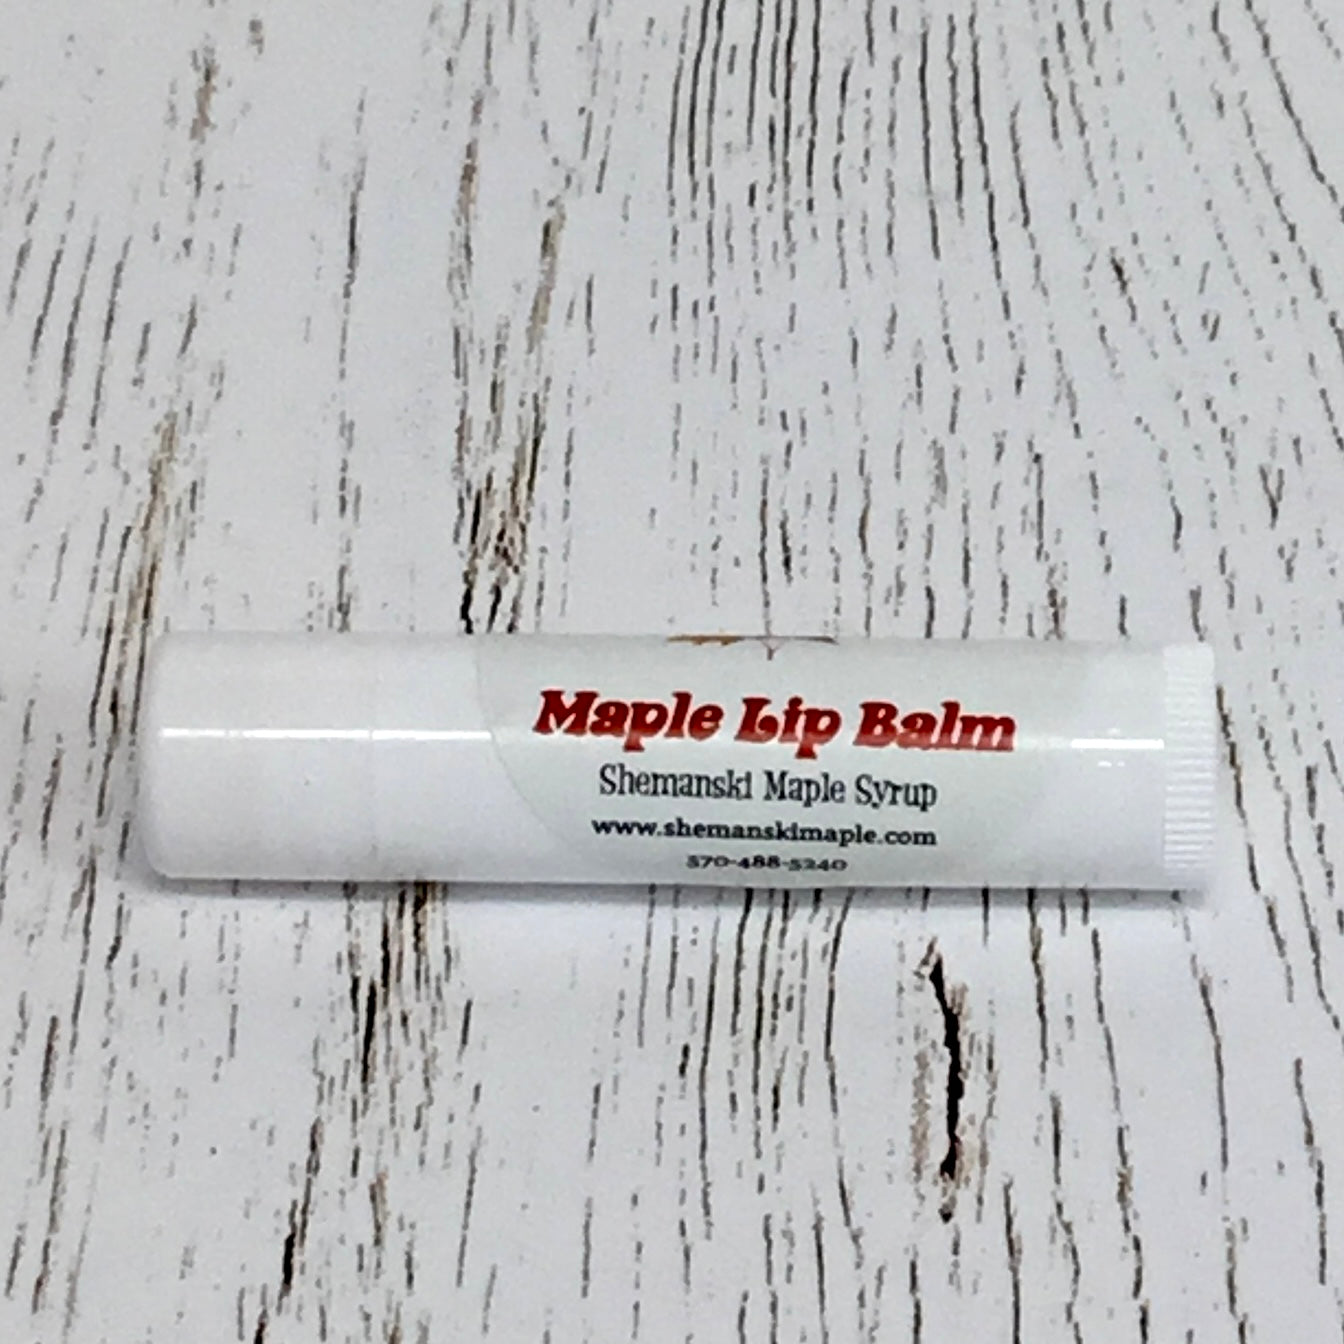 Maple Lip Balm
Shemanski Maple Syrup
www.shemanskimaple.com
570-488-5240